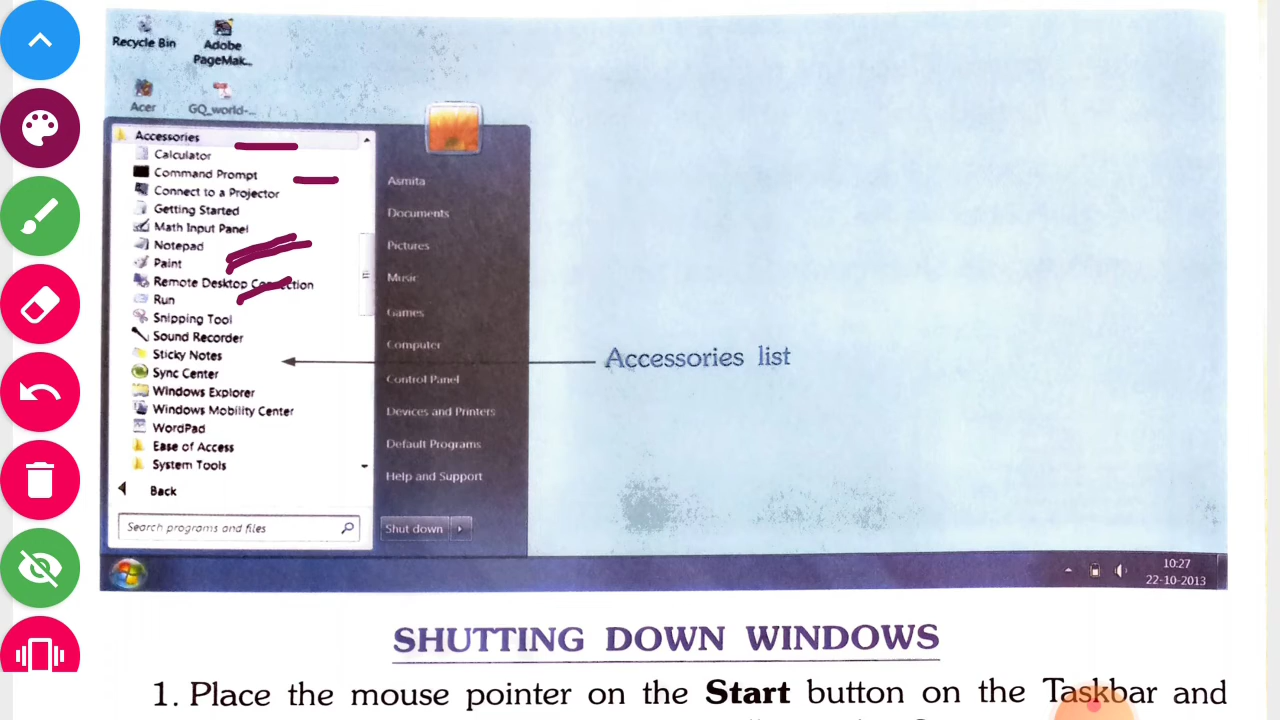 Recycle Bin
Adobe
PageMak...
Acer
GQ_world-...
Accessories
Calculator
Command Prompt
Connect to a Projector
Getting Started
Math Input Panel
Notepad
Paint
Remote Desktop Connection
Run
Snipping Tool
Sound Recorder
Sticky Notes
Sync Center
Windows Explorer
Windows Mobility Center
WordPad
Ease of Access
System Tools
Back
Search programs and files
Asmita
Documents
Pictures
Music
Games
Computer
Control Panel
Devices and Printers
Default Programs
Help and Support
Shut down
Accessories list
10:27
22-10-2013
SHUTTING DOWN WINDOWS
1. Place the mouse pointer on the Start button on the Taskbar and